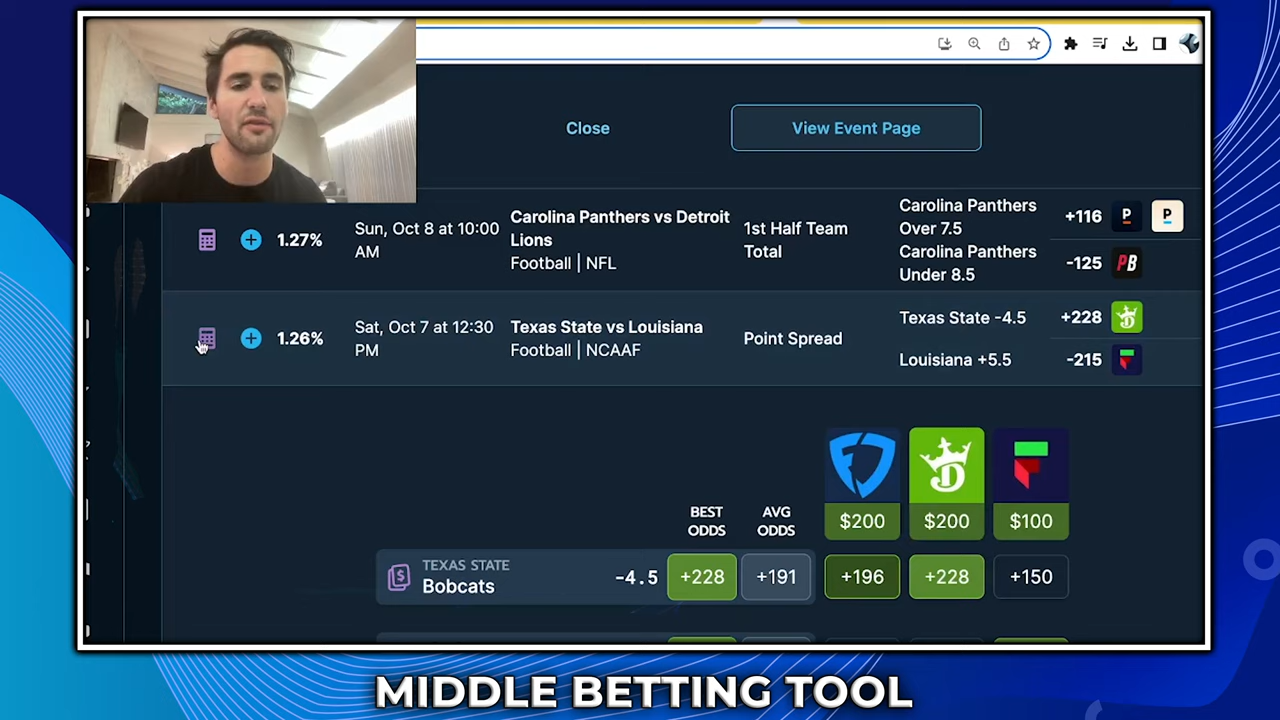 Close
View Event Page
1.27%
Sun, Oct 8 at 10:00
AM
Carolina Panthers vs Detroit
Lions
Football | NFL
1st Half Team
Total
Carolina Panthers
Over 7.5
+116
P
P
Carolina Panthers
Under 8.5
-125
PB
1.26%
Sat, Oct 7 at 12:30
PM
Texas State vs Louisiana
Football | NCAAF
Point Spread
Texas State -4.5
+228
Louisiana +5.5
-215
BEST
ODDS
AVG
ODDS
$200
$200
$100
TEXAS STATE
Bobcats
-4.5
+228
+191
+196
+228
+150
MIDDLE BETTING TOOL